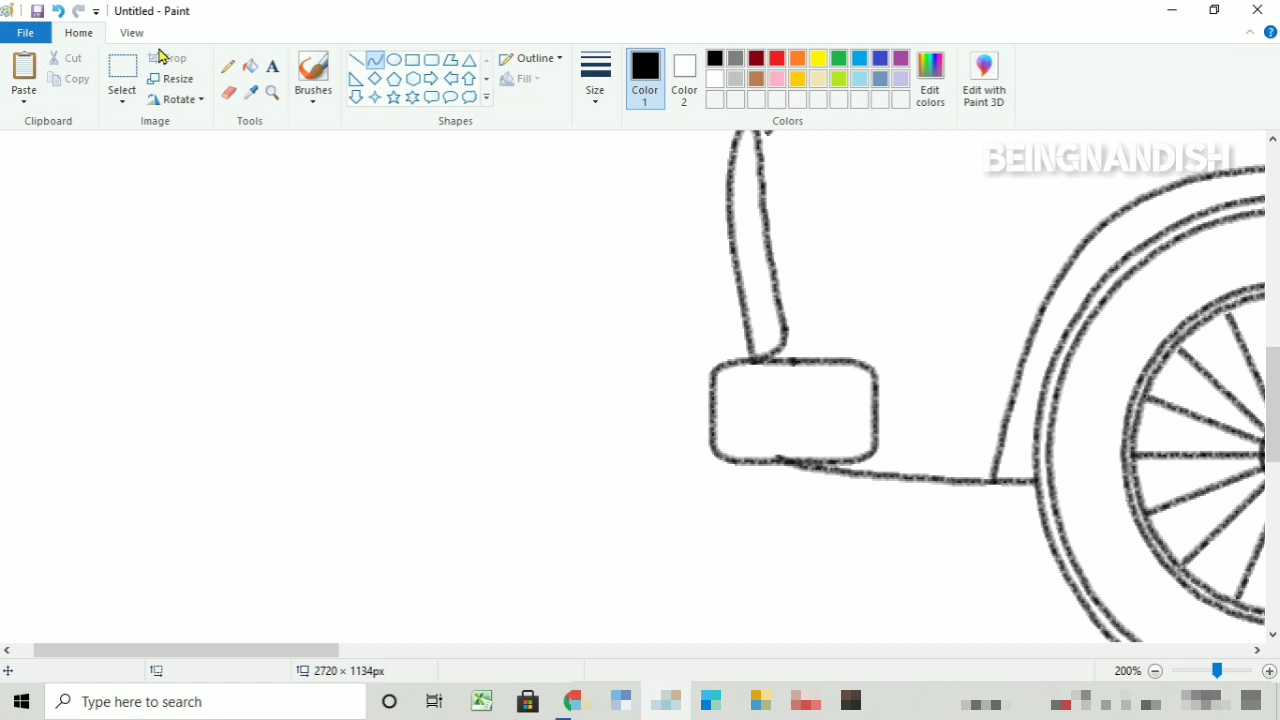 Untitled - Paint
File Home View
Paste Cut Copy Clipboard
Select Crop Resize Rotate Image
Tools
Brushes
Outline Fill Shapes
Size
Color 1 Color 2 Edit colors Colors
Edit with Paint 3D
BEINGNANDISH
2720 × 1134px
200%
Type here to search